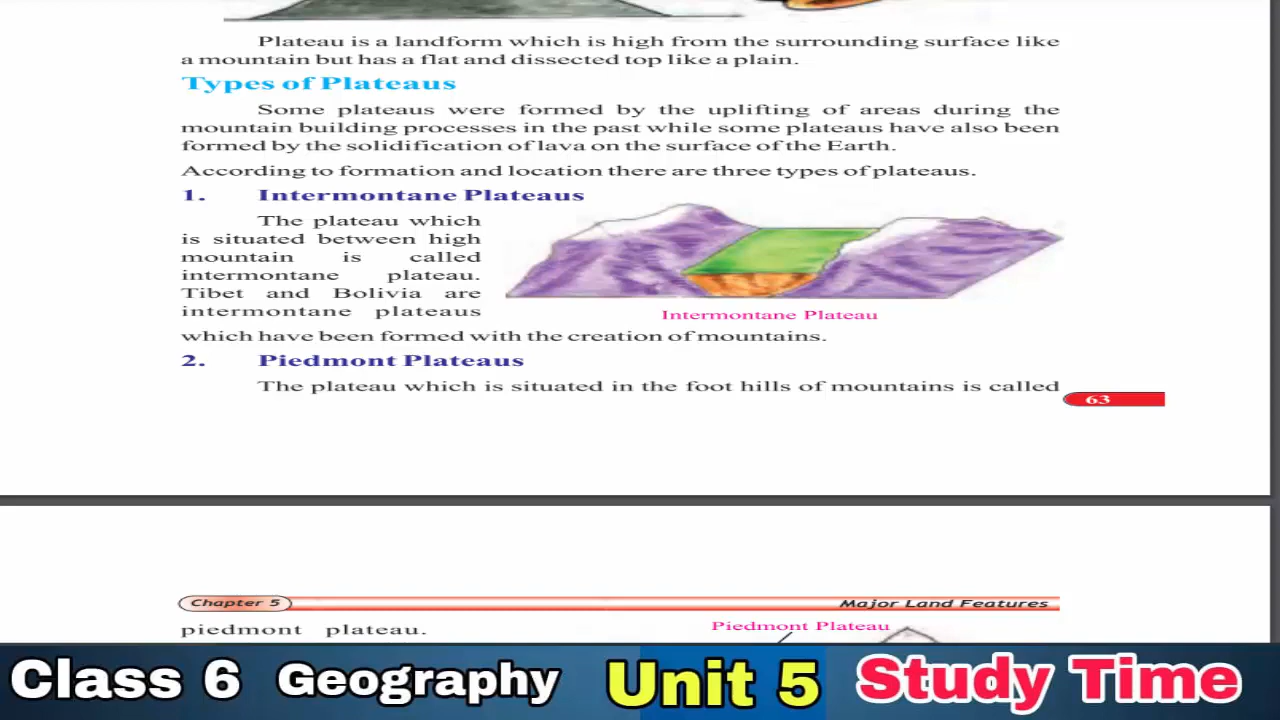 Plateau is a landform which is high from the surrounding surface like
a mountain but has a flat and dissected top like a plain.
Types of Plateaus
Some plateaus were formed by the uplifting of areas during the
mountain building processes in the past while some plateaus have also been
formed by the solidification of lava on the surface of the Earth.
According to formation and location there are three types of plateaus.
1. Intermontane Plateaus
The plateau which
is situated between high
mountain is called
intermontane plateau.
Tibet and Bolivia are
intermontane plateaus
Intermontane Plateau
which have been formed with the creation of mountains.
2. Piedmont Plateaus
The plateau which is situated in the foot hills of mountains is called
63
Chapter 5
Major Land Features
piedmont plateau.
Piedmont Plateau
Class 6 Geography Unit 5 Study Time